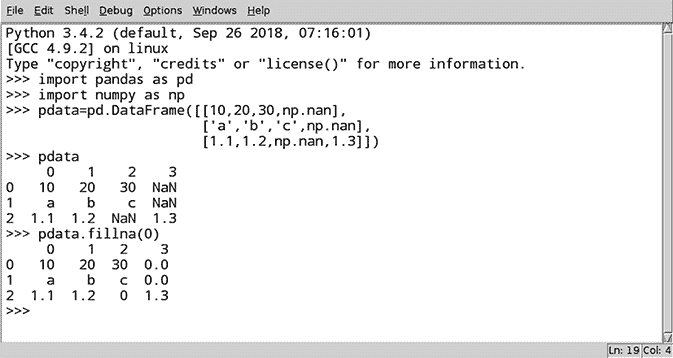 File Edit Shell Debug Options Windows Help
Python 3.4.2 (default, Sep 26 2018, 07:16:01)
[GCC 4.9.2] on linux
Type "copyright", "credits" or "license()" for more information.
>>> import pandas as pd
>>> import numpy as np
>>> pdata=pd.DataFrame([[10,20,30,np.nan],
['a','b','c',np.nan],
[1.1,1.2,np.nan,1.3]])
>>> pdata
0 1 2 3
0 10 20 30 NaN
1 a b c NaN
2 1.1 1.2 NaN 1.3
>>> pdata.fillna(0)
0 1 2 3
0 10 20 30 0.0
1 a b c 0.0
2 1.1 1.2 0 1.3
>>>
Ln: 19 Col: 4